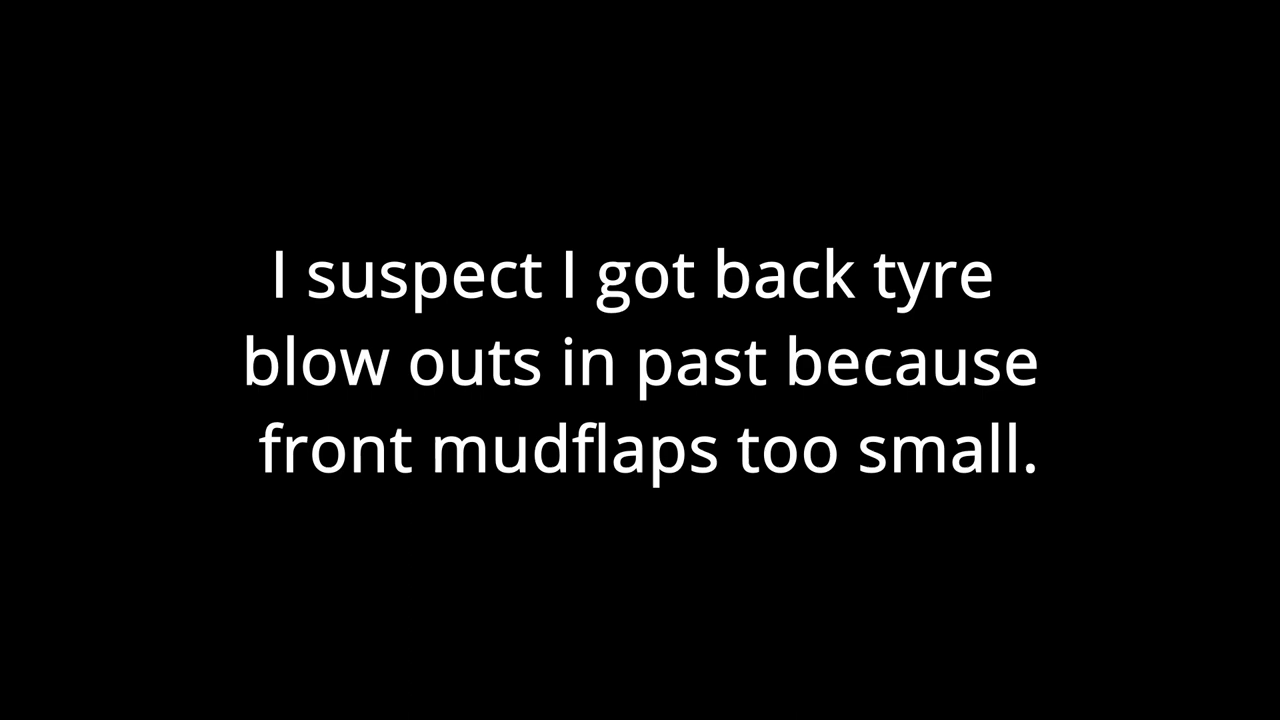 I suspect I got back tyre
blow outs in past because
front mudflaps too small.